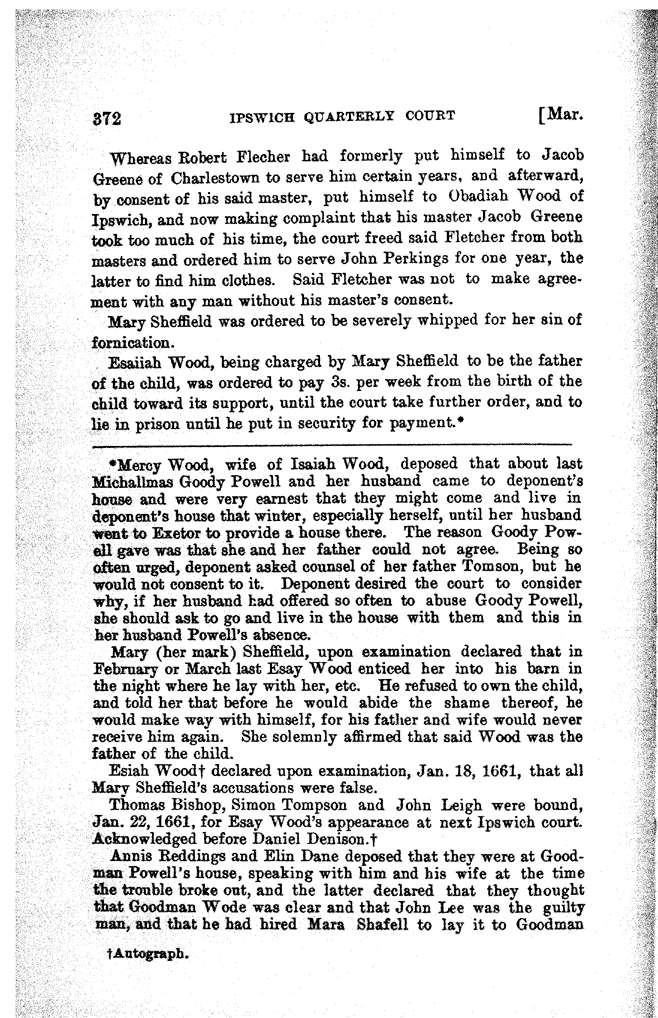 372 IPSWICH QUARTERLY COURT [Mar.
Whereas Robert Flecher had formerly put himself to Jacob
Greene of Charlestown to serve him certain years, and afterward,
by consent of his said master, put himself to Obadiah Wood of
Ipswich, and now making complaint that his master Jacob Greene
took too much of his time, the court freed said Fletcher from both
masters and ordered him to serve John Perkings for one year, the
latter to find him clothes. Said Fletcher was not to make agree-
ment with any man without his master's consent.
Mary Sheffield was ordered to be severely whipped for her sin of
fornication.
Esaiiah Wood, being charged by Mary Sheffield to be the father
of the child, was ordered to pay 3s. per week from the birth of the
child toward its support, until the court take further order, and to
lie in prison until he put in security for payment.*
*Mercy Wood, wife of Isaiah Wood, deposed that about last
Michallmas Goody Powell and her husband came to deponent's
house and were very earnest that they might come and live in
deponent's house that winter, especially herself, until her husband
went to Exetor to provide a house there. The reason Goody Pow-
ell gave was that she and her father could not agree. Being so
often urged, deponent asked counsel of her father Tomson, but he
would not consent to it. Deponent desired the court to consider
why, if her husband had offered so often to abuse Goody Powell,
she should ask to go and live in the house with them and this in
her husband Powell's absence.
Mary (her mark) Sheffield, upon examination declared that in
February or March last Esay Wood enticed her into his barn in
the night where he lay with her, etc. He refused to own the child,
and told her that before he would abide the shame thereof, he
would make way with himself, for his father and wife would never
receive him again. She solemnly affirmed that said Wood was the
father of the child.
Esiah Wood† declared upon examination, Jan. 18, 1661, that all
Mary Sheffield's accusations were false.
Thomas Bishop, Simon Tompson and John Leigh were bound,
Jan. 22, 1661, for Esay Wood's appearance at next Ipswich court.
Acknowledged before Daniel Denison.†
Annis Reddings and Elin Dane deposed that they were at Good-
man Powell's house, speaking with him and his wife at the time
the trouble broke out, and the latter declared that they thought
that Goodman Wode was clear and that John Lee was the guilty
man, and that he had hired Mara Shafell to lay it to Goodman
†Autograph.